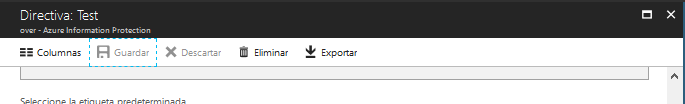 Directiva: Test
over - Azure Information Protection
Columnas Guardar Descartar Eliminar Exportar
Seleccione la etiqueta predeterminada